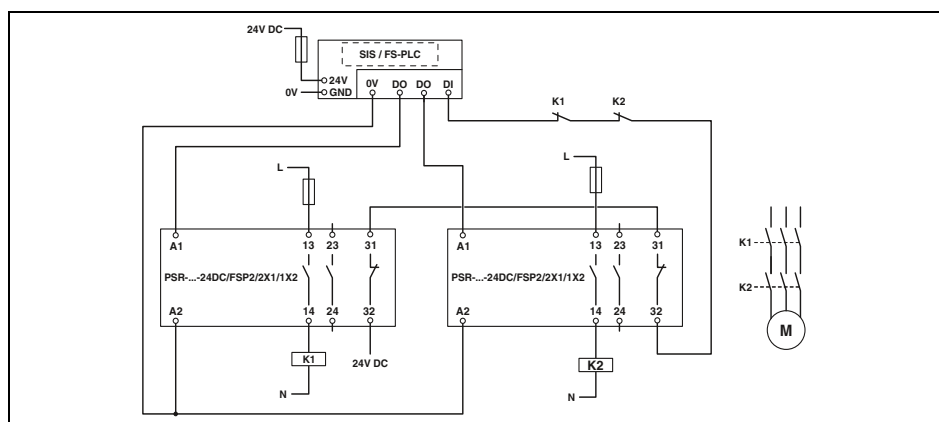 24V DC
SIS / FS-PLC
24V
0V
GND
0V DO DO DI
K1 K2
L
L
A1 13 23 31
PSR-...-24DC/FSP2/2X1/1X2
A2 14 24 32
K1
24V DC
N
A1 13 23 31
PSR-...-24DC/FSP2/2X1/1X2
A2 14 24 32
K2
N
K1
K2
M